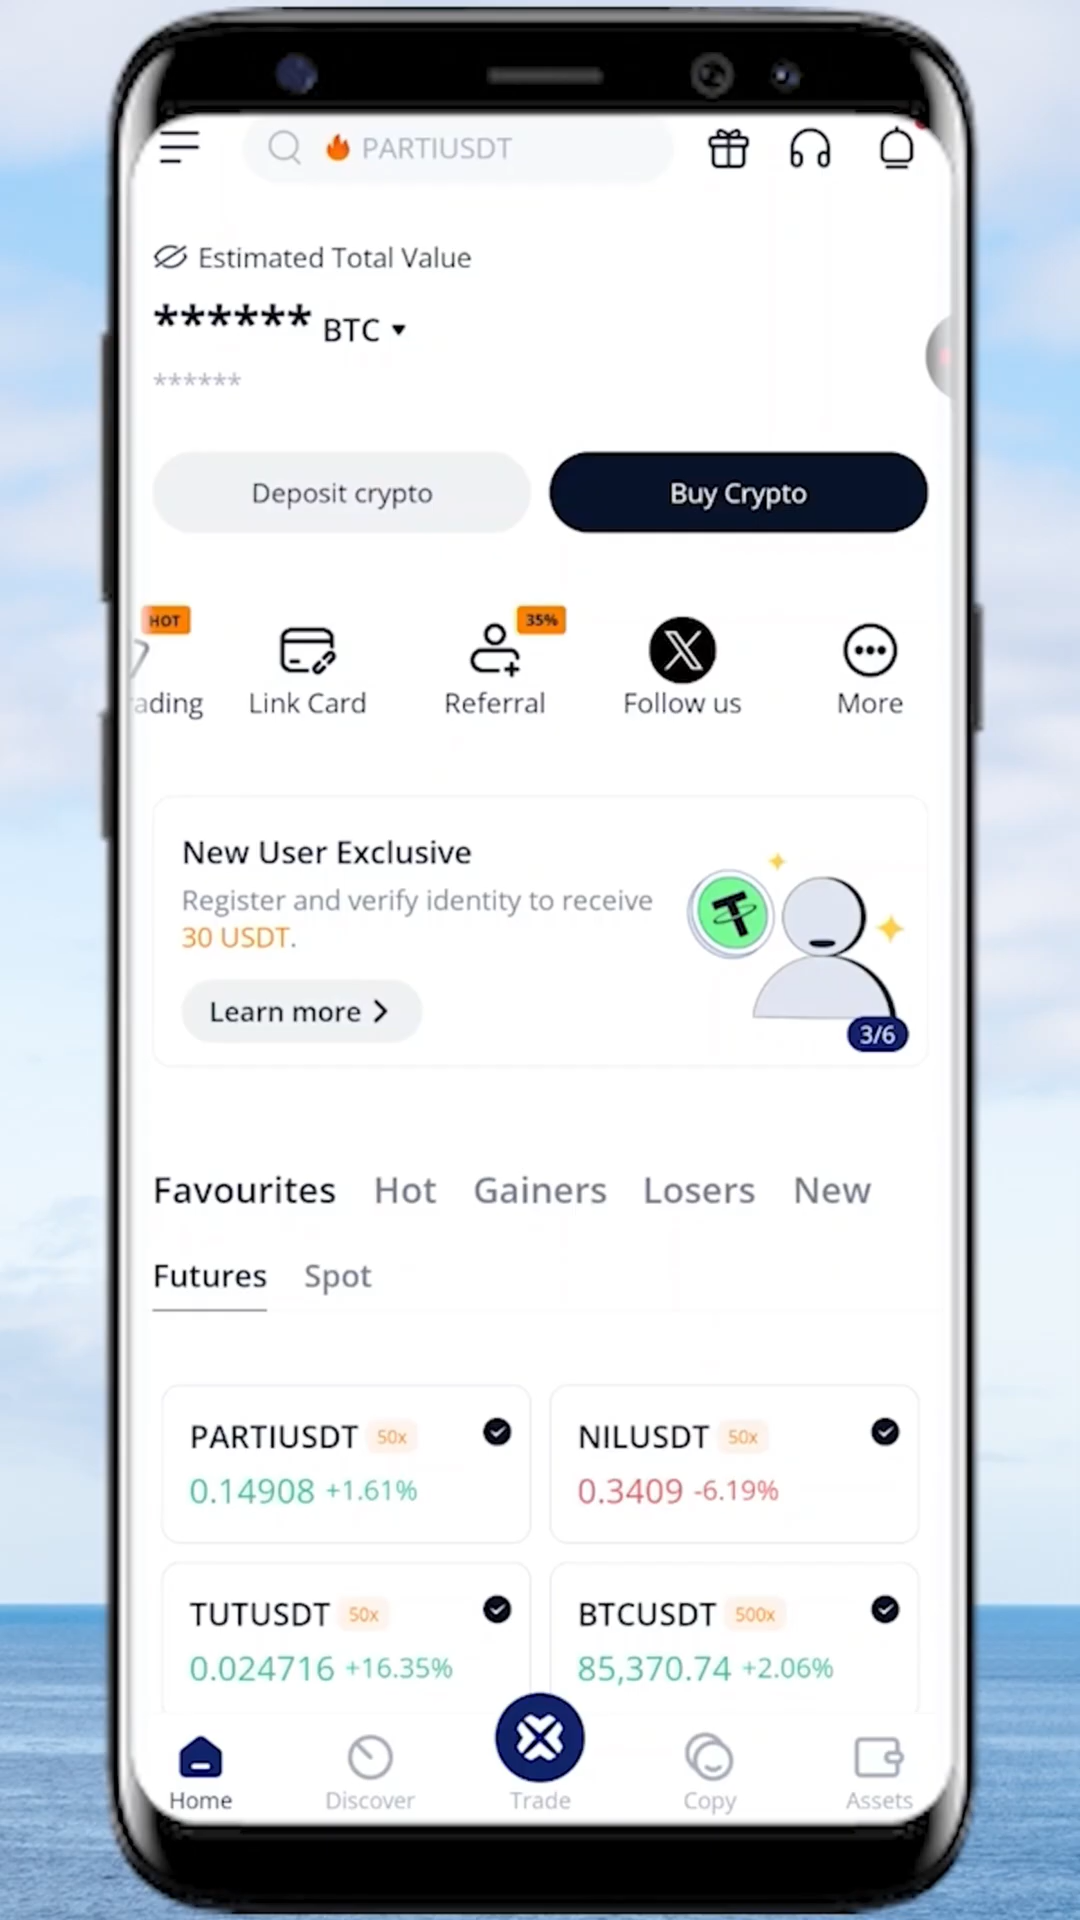 PARTIUSDT
Estimated Total Value
****** BTC
******
Deposit crypto
Buy Crypto
HOT
35%
ading
Link Card
Referral
Follow us
More
New User Exclusive
Register and verify identity to receive
30 USDT.
Learn more
3/6
Favourites Hot Gainers Losers New
Futures Spot
PARTIUSDT 50x
0.14908 +1.61%
NILUSDT 50x
0.3409 -6.19%
TUTUSDT 50x
0.024716 +16.35%
BTCUSDT 500x
85,370.74 +2.06%
Home
Discover
Trade
Copy
Assets